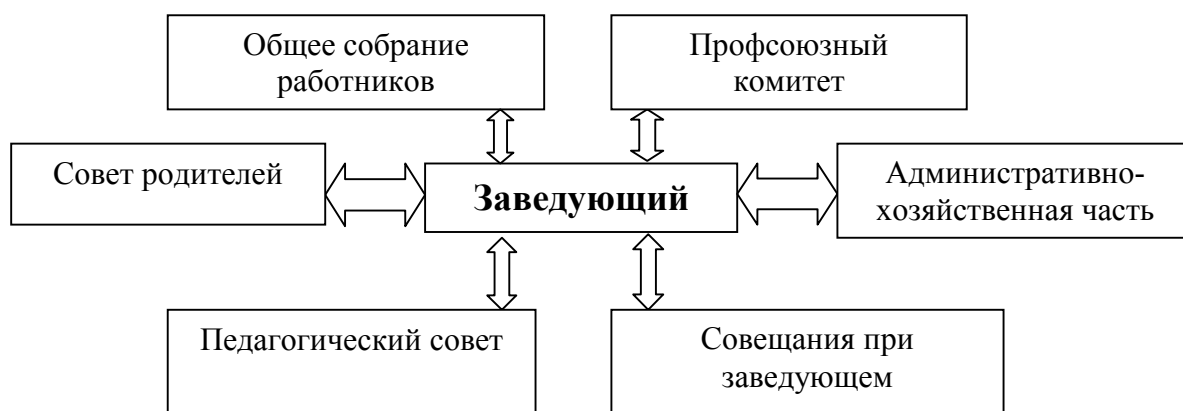 Общее собрание
работников
Профсоюзный
комитет
Совет родителей
Заведующий
Административно-
хозяйственная часть
Педагогический совет
Совещания при
заведующем